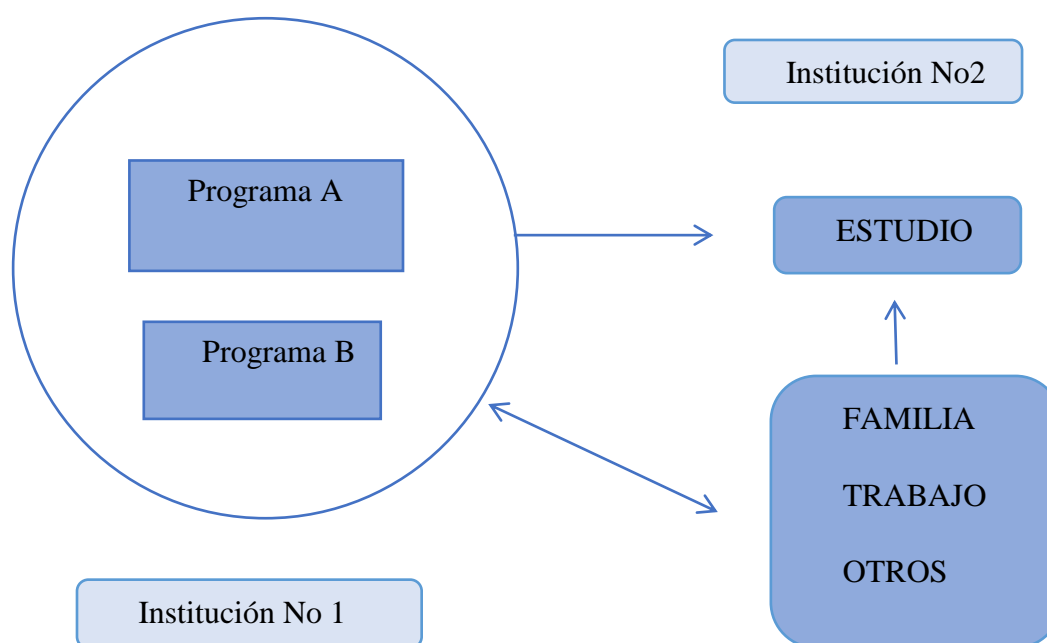 Institución No2
Programa A
ESTUDIO
Programa B
FAMILIA
TRABAJO
OTROS
Institución No 1